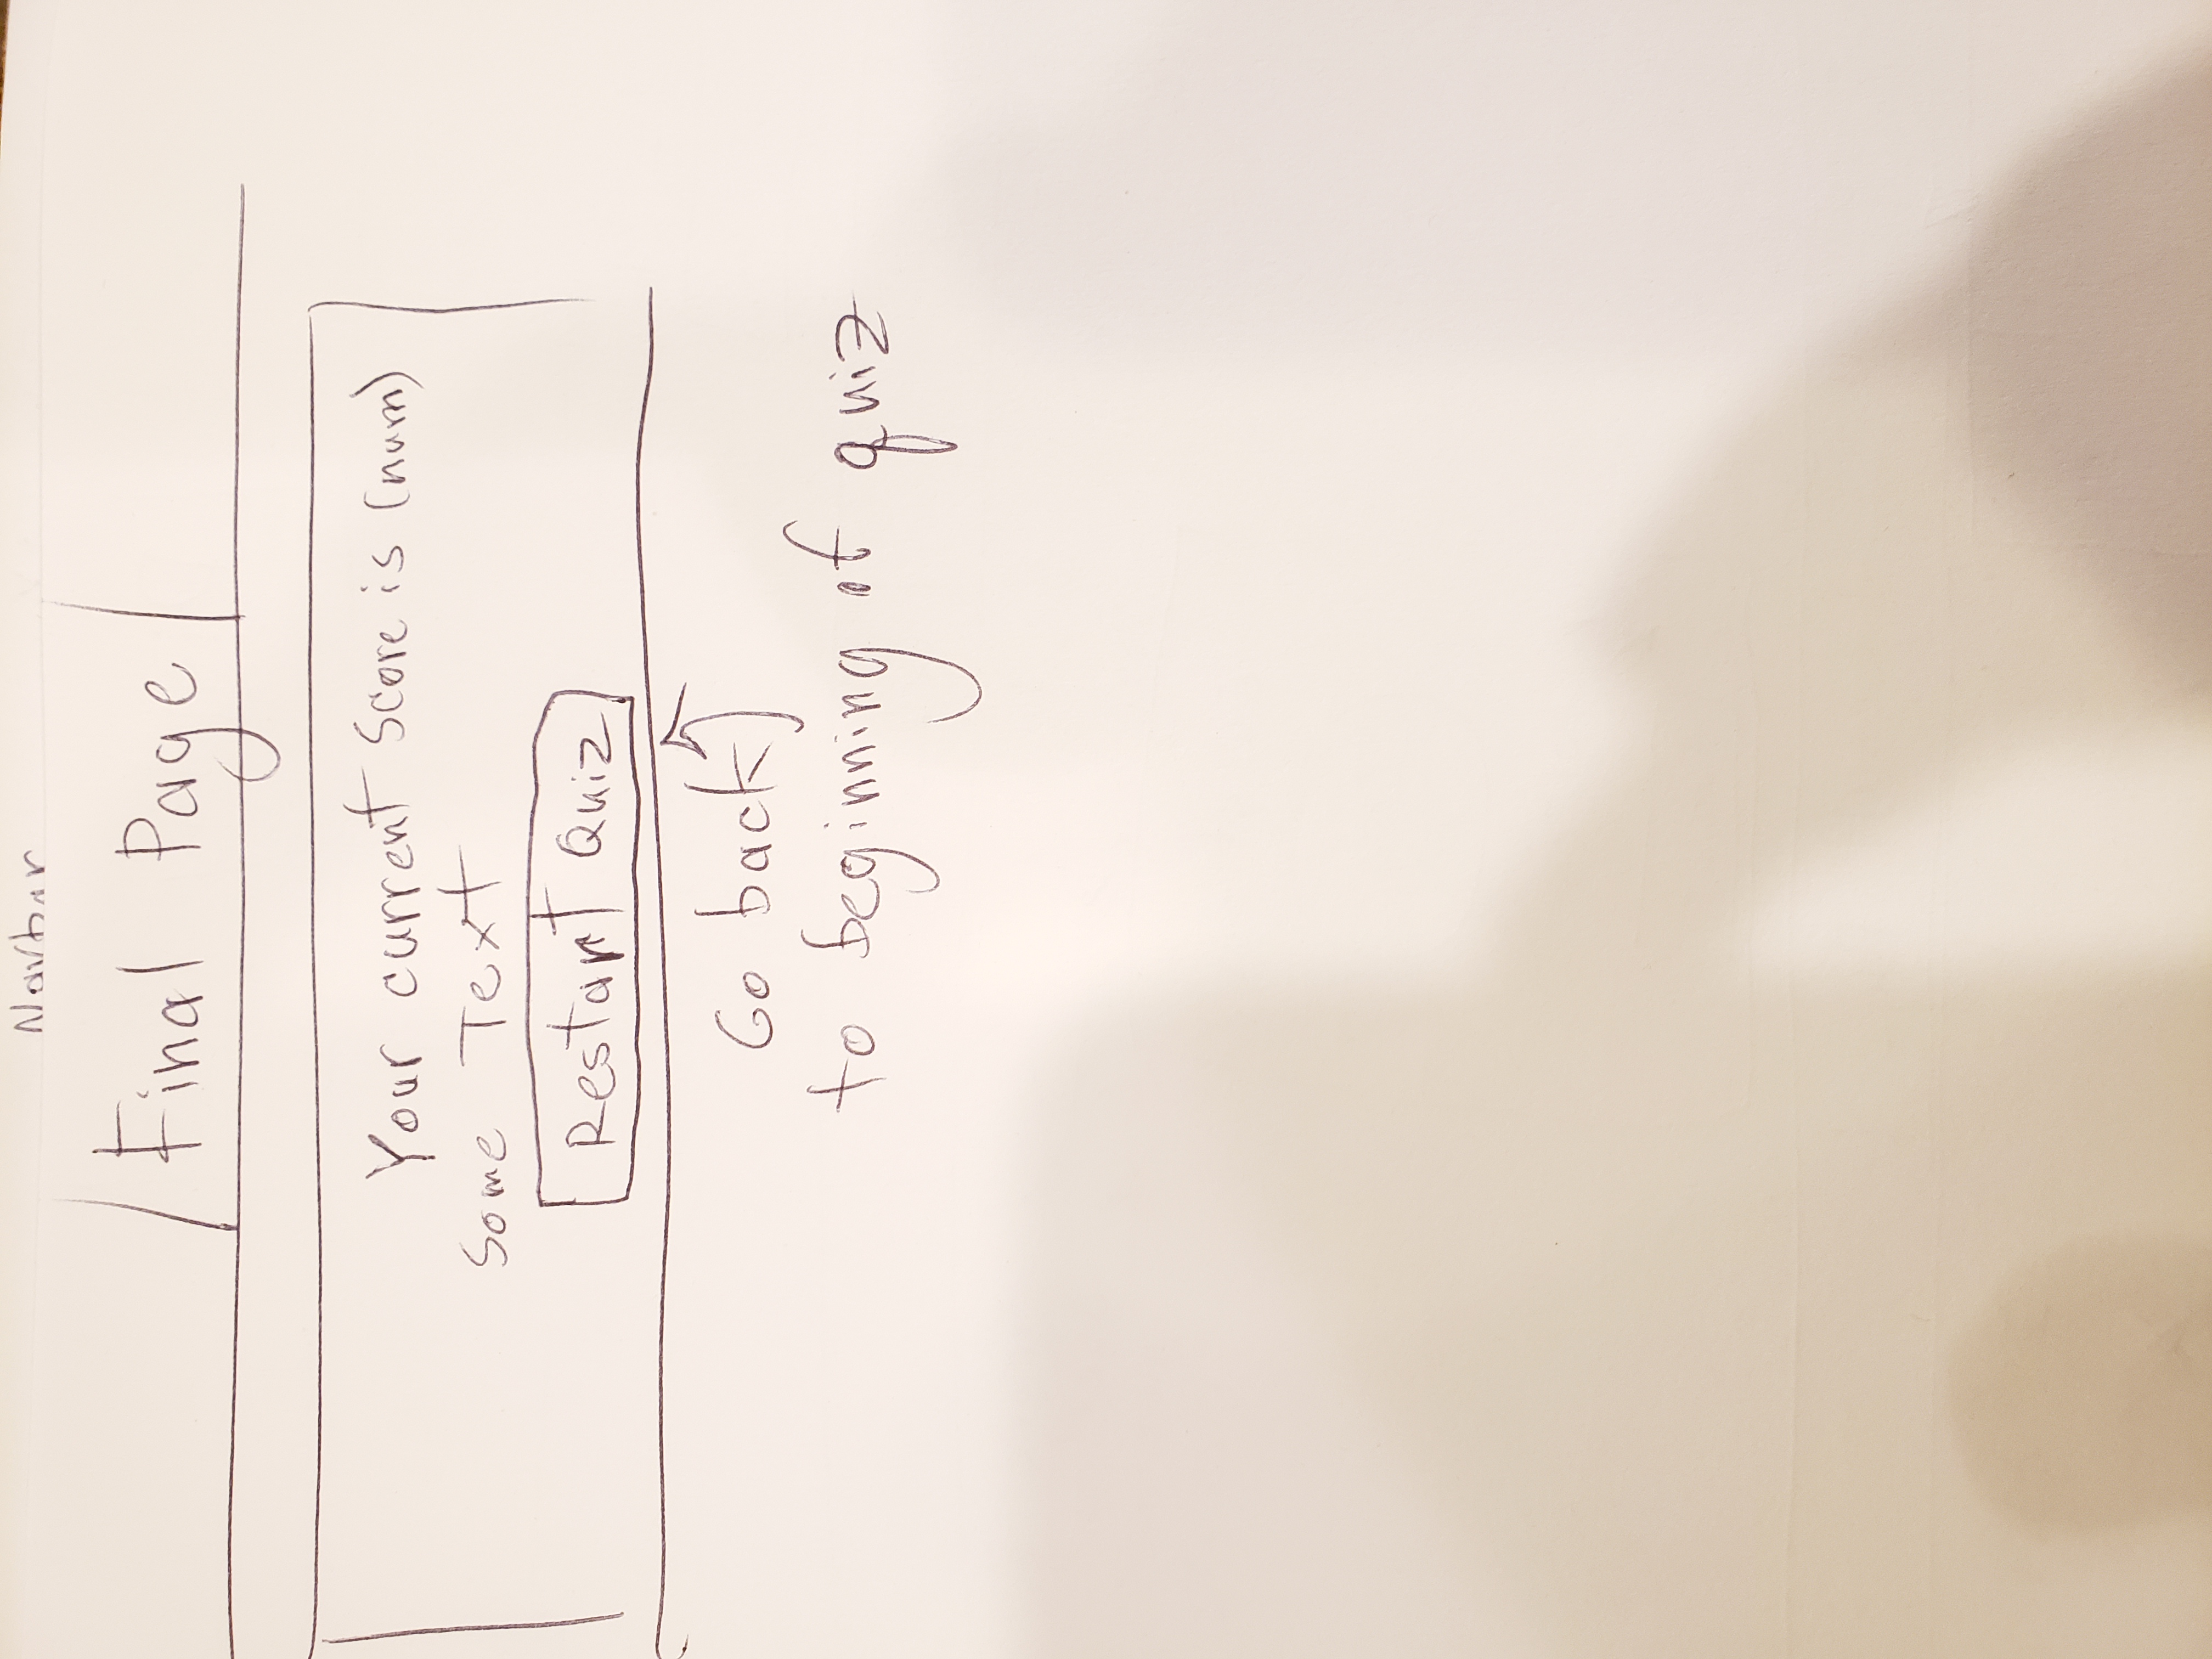 Navbar
Final Page
Your current Score is (num)
Some Text
Restart Quiz
Go back
to beginning of quiz